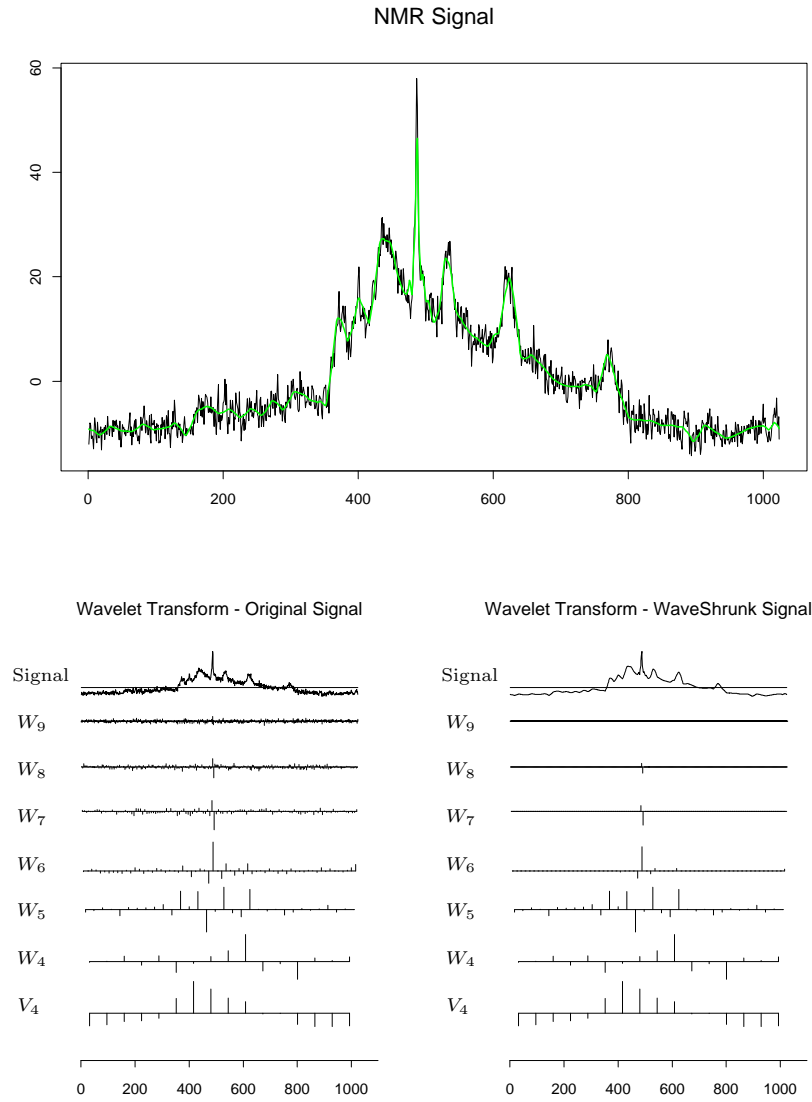 NMR Signal
60
40
20
0
0 200 400 600 800 1000
Wavelet Transform - Original Signal
Signal
W9
W8
W7
W6
W5
W4
V4
0 200 400 600 800 1000
Wavelet Transform - WaveShrunk Signal
Signal
W9
W8
W7
W6
W5
W4
V4
0 200 400 600 800 1000